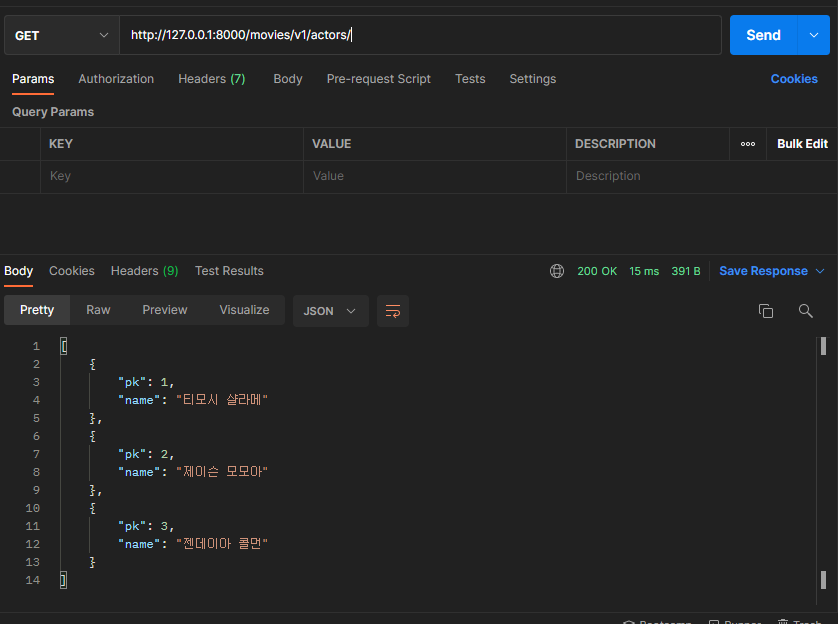 GET http://127.0.0.1:8000/movies/v1/actors/ Send
Params Authorization Headers (7) Body Pre-request Script Tests Settings Cookies
Query Params
KEY VALUE DESCRIPTION ooo Bulk Edit
Key Value Description
Body Cookies Headers (9) Test Results 200 OK 15 ms 391 B Save Response
Pretty Raw Preview Visualize JSON
1 [
2 {
3 "pk": 1,
4 "name": "티모시 샬라메"
5 },
6 {
7 "pk": 2,
8 "name": "제이슨 모모아"
9 },
10 {
11 "pk": 3,
12 "name": "젠데이아 콜먼"
13 }
14 ]
Bootcamp Runner Trash